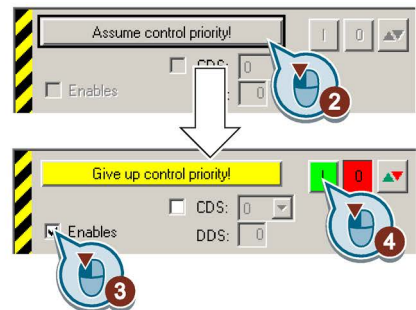 Assume control priority!
I 0
CDS: 0
Enables
0
2
Give up control priority!
I 0
CDS: 0
Enables
DDS: 0
3
4